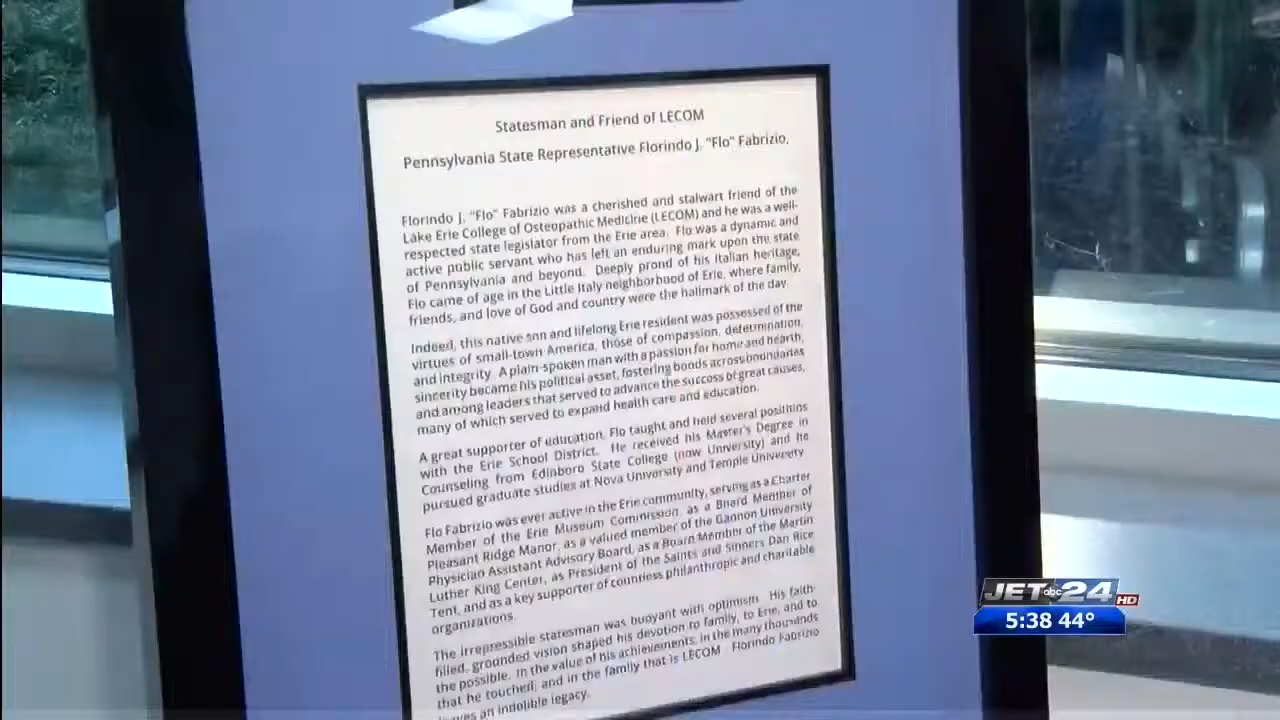 Statesman and Friend of LECOM
Pennsylvania State Representative Florindo J. "Flo" Fabrizio,
Florindo J. "Flo" Fabrizio was a cherished and stalwart friend of the
Lake Erie College of Osteopathic Medicine (LECOM) and he was a well-
respected state legislator from the Erie area. Flo was a dynamic and
active public servant who has left an enduring mark upon the state
of Pennsylvania and beyond. Deeply proud of his Italian heritage,
Flo came of age in the Little Italy neighborhood of Erie, where family,
friends, and love of God and country were the hallmark of the day.
Indeed, this native son and lifelong Erie resident was possessed of the
virtues of small-town America, those of compassion, determination,
and integrity. A plain-spoken man with a passion for home and hearth,
sincerity became his political asset, fostering bonds across boundaries
and among leaders that served to advance the success of great causes,
many of which served to expand health care and education.
A great supporter of education, Flo taught and held several positions
with the Erie School District. He received his Master's Degree in
Counseling from Edinboro State College (now University) and he
pursued graduate studies at Nova University and Temple University.
Flo Fabrizio was ever active in the Erie community, serving as a Charter
Member of the Erie Museum Commission, as a Board Member of
Pleasant Ridge Manor, as a valued member of the Gannon University
Physician Assistant Advisory Board, as a Board Member of the Martin
Luther King Center, as President of the Saints and Sinners Dan Rice
Tent, and as a key supporter of countless philanthropic and charitable
organizations.
The irrepressible statesman was buoyant with optimism. His faith-
filled, grounded vision shaped his devotion to family, to Erie, and to
the possible. In the value of his achievements, in the many thousands
that he touched, and in the family that is LECOM Florindo Fabrizio
leaves an indelible legacy.
JET abc 24 HD
5:38 44°